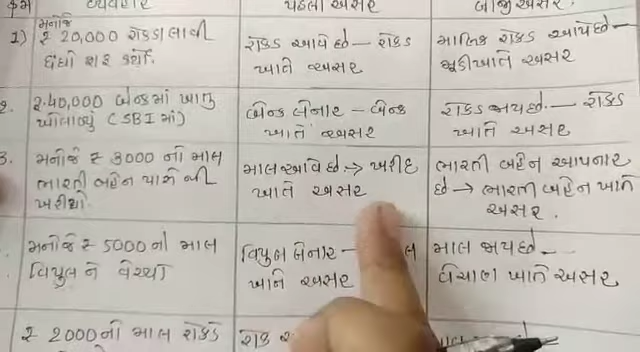 ક્રમ વ્યવહાર પહેલી અસર બીજી અસર
મનોજે
1) ₹ 20,000 રોકડા લાવી
ધંધો શરૂ કર્યો.
રોકડ આવે છે — રોકડ
ખાતે અસર
માલિક રોકડ આપે છે —
મૂડી ખાતે અસર
2. ₹.40,000 બેન્ક માં ખાતુ
ખોલાવ્યુ (SBI માં)
બેન્ક લેનાર – બેન્ક
ખાતે અસર
રોકડ જાય છે. — રોકડ
ખાતે અસર
3. મનોજે ₹ 3000 નો માલ
ભારતી બહેન પાસે થી
ખરીદ્યો
માલ આવે છે → ખરીદ
ખાતે અસર
ભારતી બહેન આપનાર
છે → ભારતી બહેન ખાતે
અસર.
મનોજે ₹ 5000 નો માલ
વિપુલ ને વેચ્યો
વિપુલ લેનાર –
ખાતે અસર
માલ જાય છે –
વેચાણ ખાતે અસર
₹ 2000 નો માલ રોકડે